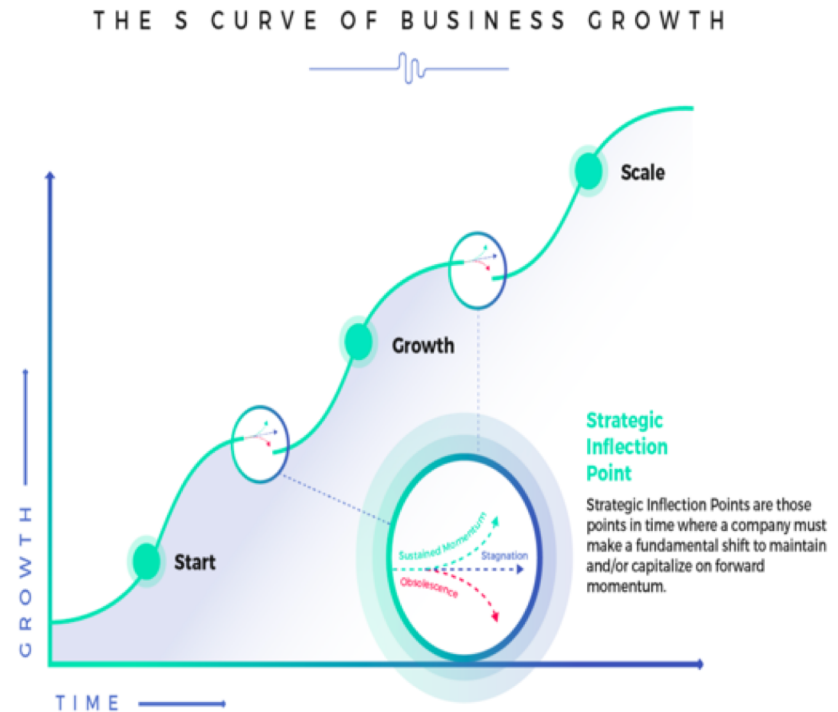 THE S CURVE OF BUSINESS GROWTH
Scale
Growth
Start
Strategic
Inflection
Point
Strategic Inflection Points are those
points in time where a company must
make a fundamental shift to maintain
and/or capitalize on forward
momentum.
Sustained Momentum
Stagnation
Obsolescence
GROWTH
TIME